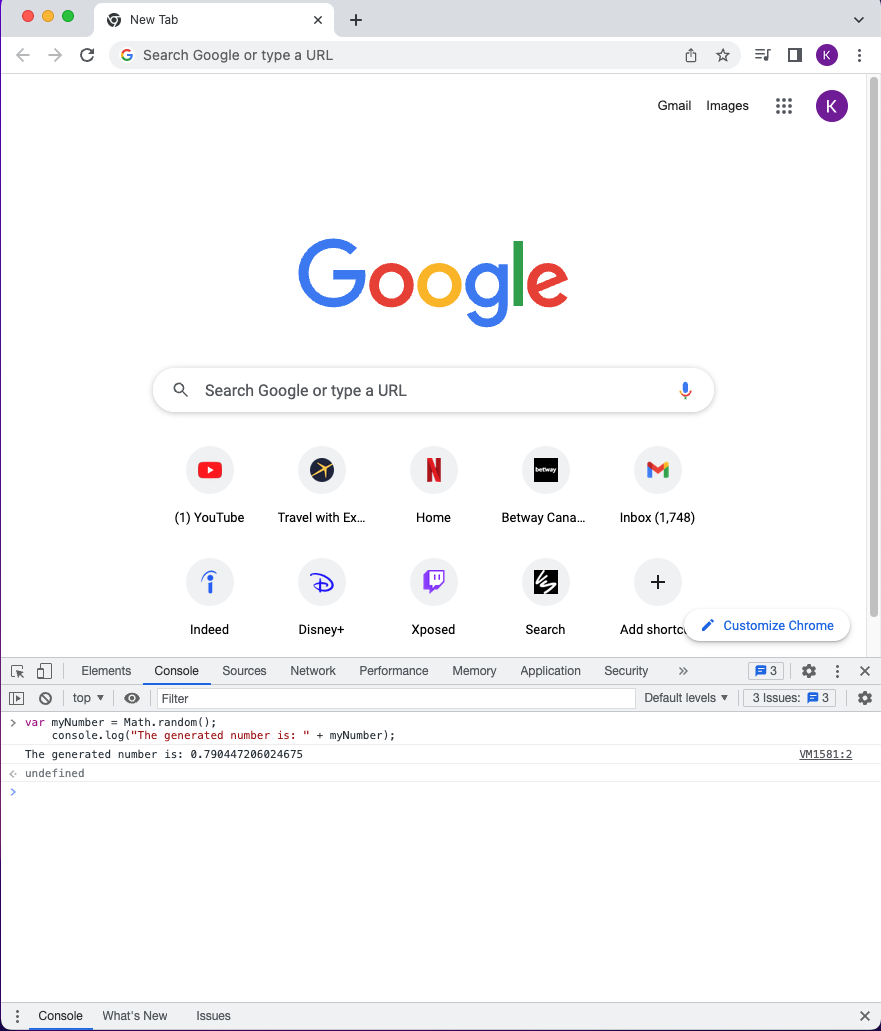 New Tab
Search Google or type a URL
K
Gmail Images
K
Google
Search Google or type a URL
betway
(1) YouTube Travel with Ex... Home Betway Cana... Inbox (1,748)
Indeed Disney+ Xposed Search Add shortc
Customize Chrome
Elements Console Sources Network Performance Memory Application Security » 3
top ▼ Filter Default levels ▼ 3 Issues: 3
> var myNumber = Math.random();
console.log("The generated number is: " + myNumber);
The generated number is: 0.790447206024675 VM1581:2
undefined
>
Console What's New Issues